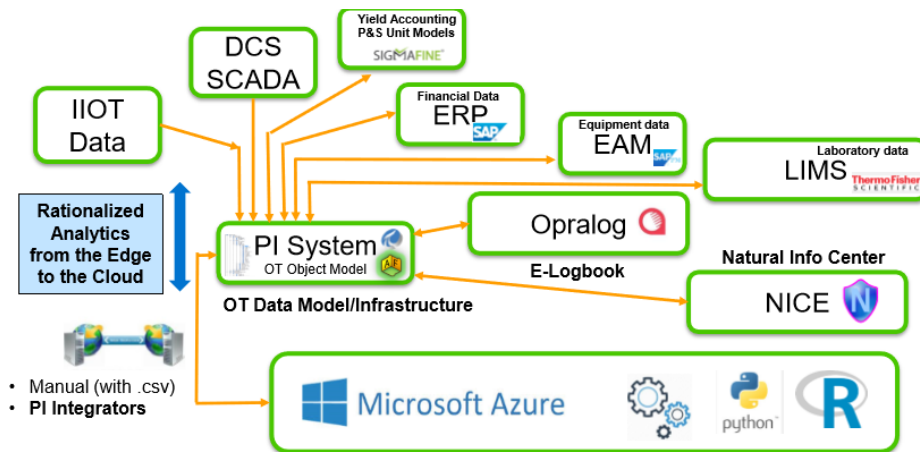 Yield Accounting
P&S Unit Models
SIGMAFINE
DCS
SCADA
IIOT
Data
Financial Data
ERP
SAP
Equipment data
EAM
SAP
Laboratory data
LIMS
ThermoFisher
SCIENTIFIC
Rationalized
Analytics
from the Edge
to the Cloud
PI System
OT Object Model
AF
Opralog
E-Logbook
Natural Info Center
NICE
N
OT Data Model/Infrastructure
• Manual (with .csv)
• PI Integrators
Microsoft Azure
python
R